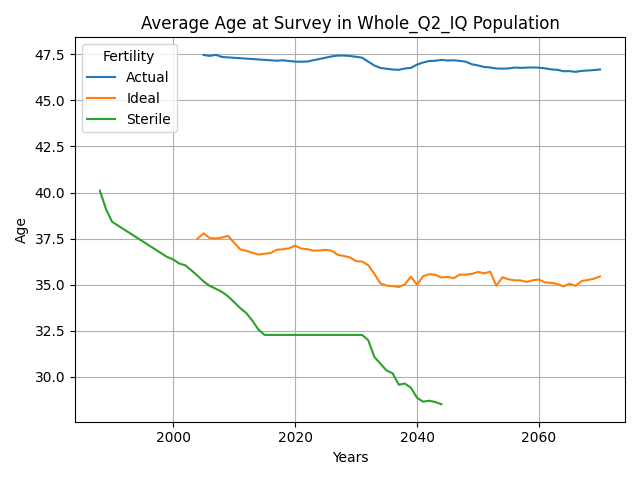 Average Age at Survey in Whole_Q2_IQ Population
Fertility
Actual
Ideal
Sterile
Age
47.5
45.0
42.5
40.0
37.5
35.0
32.5
30.0
2000
2020
2040
2060
Years